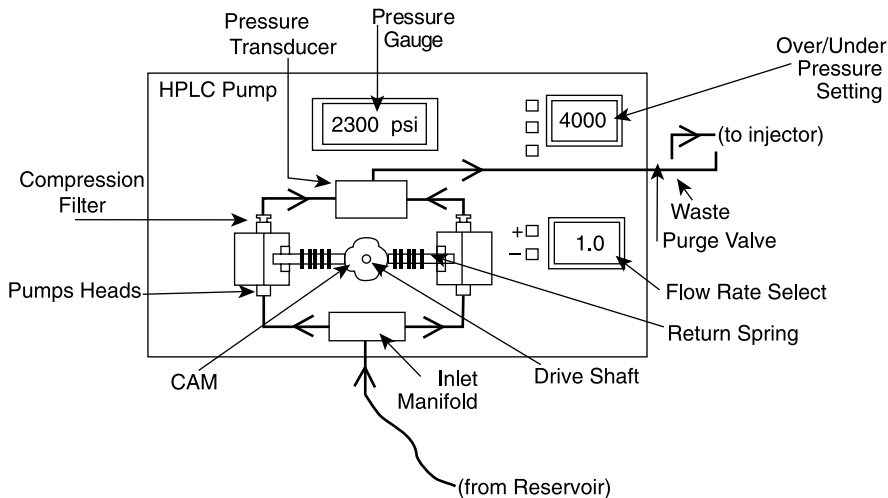 Pressure
Transducer
Pressure
Gauge
Over/Under
Pressure
Setting
HPLC Pump
2300 psi
4000
(to injector)
Compression
Filter
Waste
Purge Valve
+
−
1.0
Pumps Heads
Flow Rate Select
Return Spring
CAM
Inlet
Manifold
Drive Shaft
(from Reservoir)